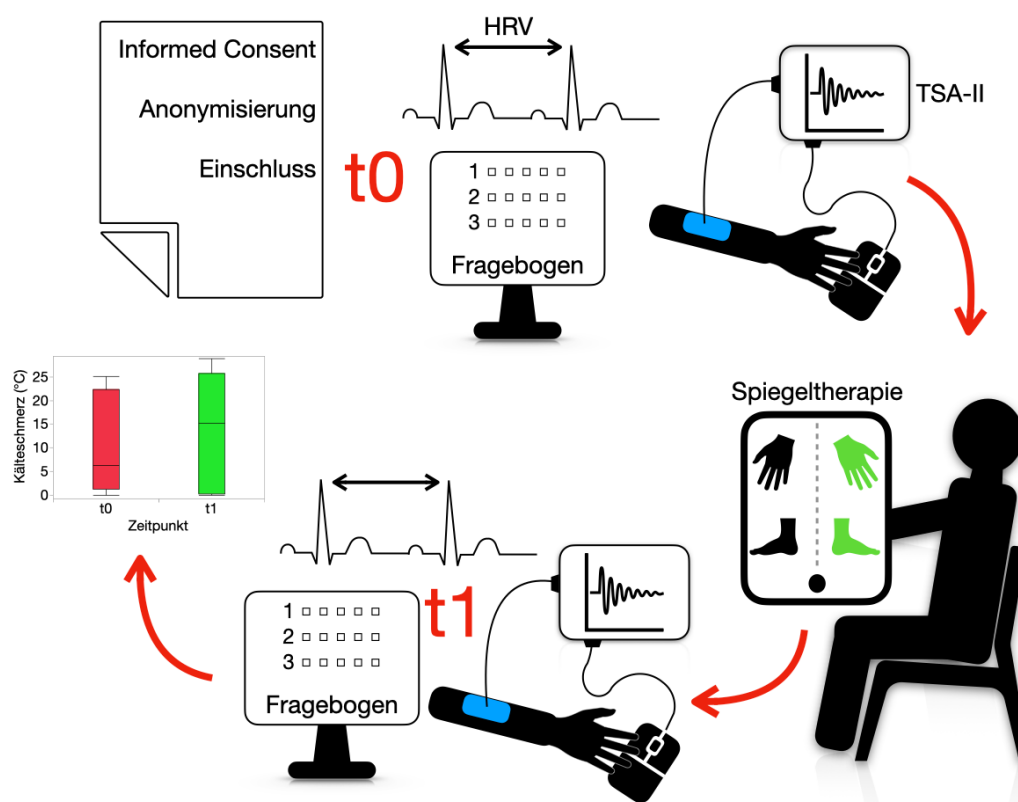 Informed Consent
Anonymisierung
Einschluss
t0
HRV
1
2
3
Fragebogen
TSA-II
Spiegeltherapie
t1
1
2
3
Fragebogen
Kälteschmerz (°C)
25
20
15
10
5
0
t0
t1
Zeitpunkt